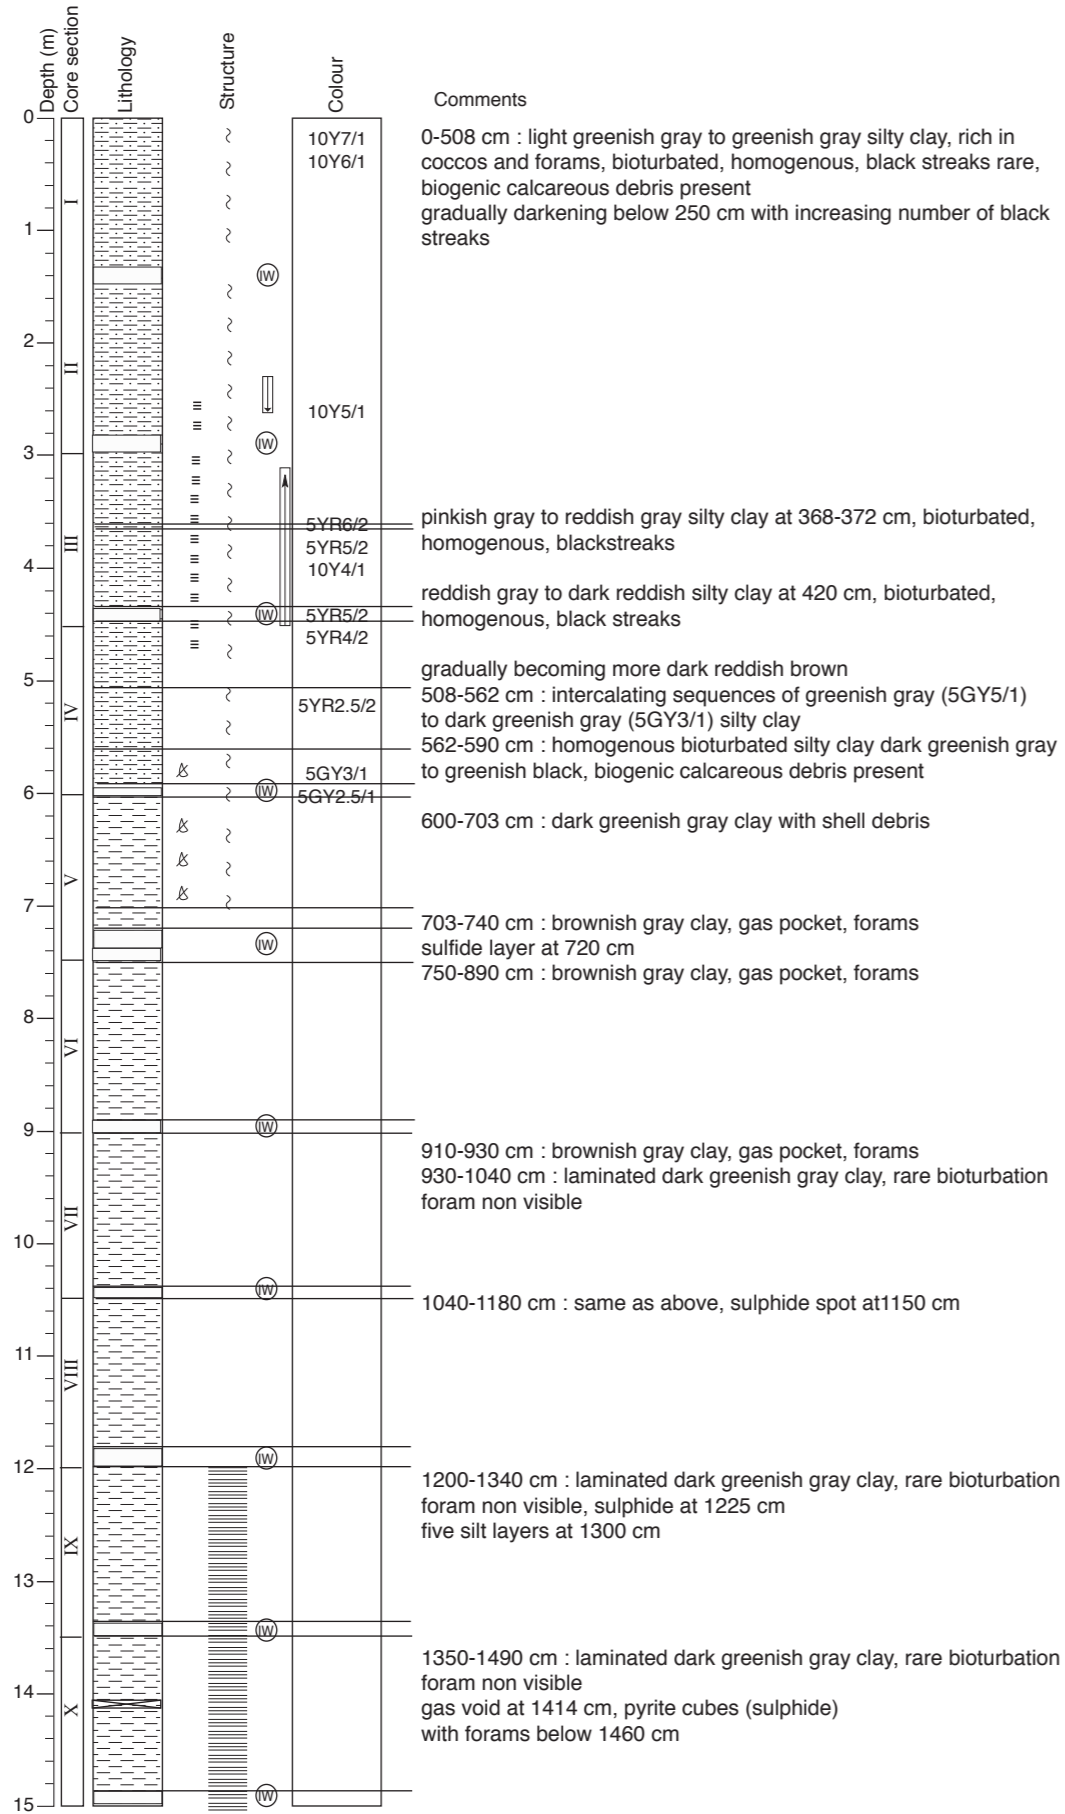 Depth (m)
Core section
Lithology
Structure
Colour
Comments
0
1
2
3
4
5
6
7
8
9
10
11
12
13
14
15
I
II
III
IV
V
VI
VII
VIII
IX
X
IW
IW
IW
IW
IW
IW
IW
IW
IW
IW
10Y7/1
10Y6/1
10Y5/1
5YR6/2
5YR5/2
10Y4/1
5YR5/2
5YR4/2
5YR2.5/2
5GY3/1
5GY2.5/1
0-508 cm : light greenish gray to greenish gray silty clay, rich in
coccos and forams, bioturbated, homogenous, black streaks rare,
biogenic calcareous debris present
gradually darkening below 250 cm with increasing number of black
streaks
pinkish gray to reddish gray silty clay at 368-372 cm, bioturbated,
homogenous, blackstreaks
reddish gray to dark reddish silty clay at 420 cm, bioturbated,
homogenous, black streaks
gradually becoming more dark reddish brown
508-562 cm : intercalating sequences of greenish gray (5GY5/1)
to dark greenish gray (5GY3/1) silty clay
562-590 cm : homogenous bioturbated silty clay dark greenish gray
to greenish black, biogenic calcareous debris present
600-703 cm : dark greenish gray clay with shell debris
703-740 cm : brownish gray clay, gas pocket, forams
sulfide layer at 720 cm
750-890 cm : brownish gray clay, gas pocket, forams
910-930 cm : brownish gray clay, gas pocket, forams
930-1040 cm : laminated dark greenish gray clay, rare bioturbation
foram non visible
1040-1180 cm : same as above, sulphide spot at1150 cm
1200-1340 cm : laminated dark greenish gray clay, rare bioturbation
foram non visible, sulphide at 1225 cm
five silt layers at 1300 cm
1350-1490 cm : laminated dark greenish gray clay, rare bioturbation
foram non visible
gas void at 1414 cm, pyrite cubes (sulphide)
with forams below 1460 cm